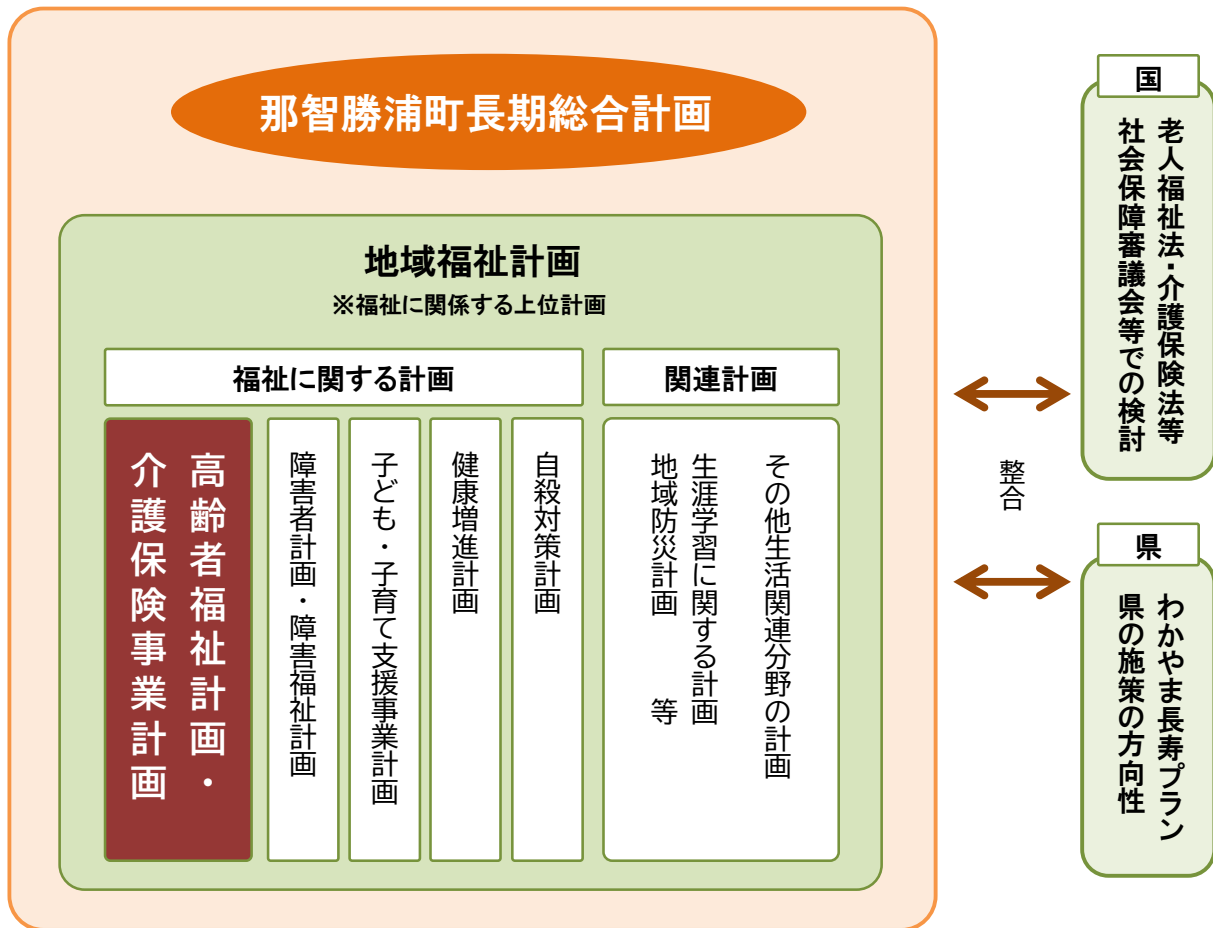 那智勝浦町長期総合計画
地域福祉計画
※福祉に関係する上位計画
福祉に関する計画
高齢者福祉計画・
介護保険事業計画
障害者計画・障害福祉計画
子ども・子育て支援事業計画
健康増進計画
自殺対策計画
関連計画
その他生活関連分野の計画
生涯学習に関する計画
地域防災計画　等
整合
国
老人福祉法・介護保険法等
社会保障審議会等での検討
県
わかやま長寿プラン
県の施策の方向性